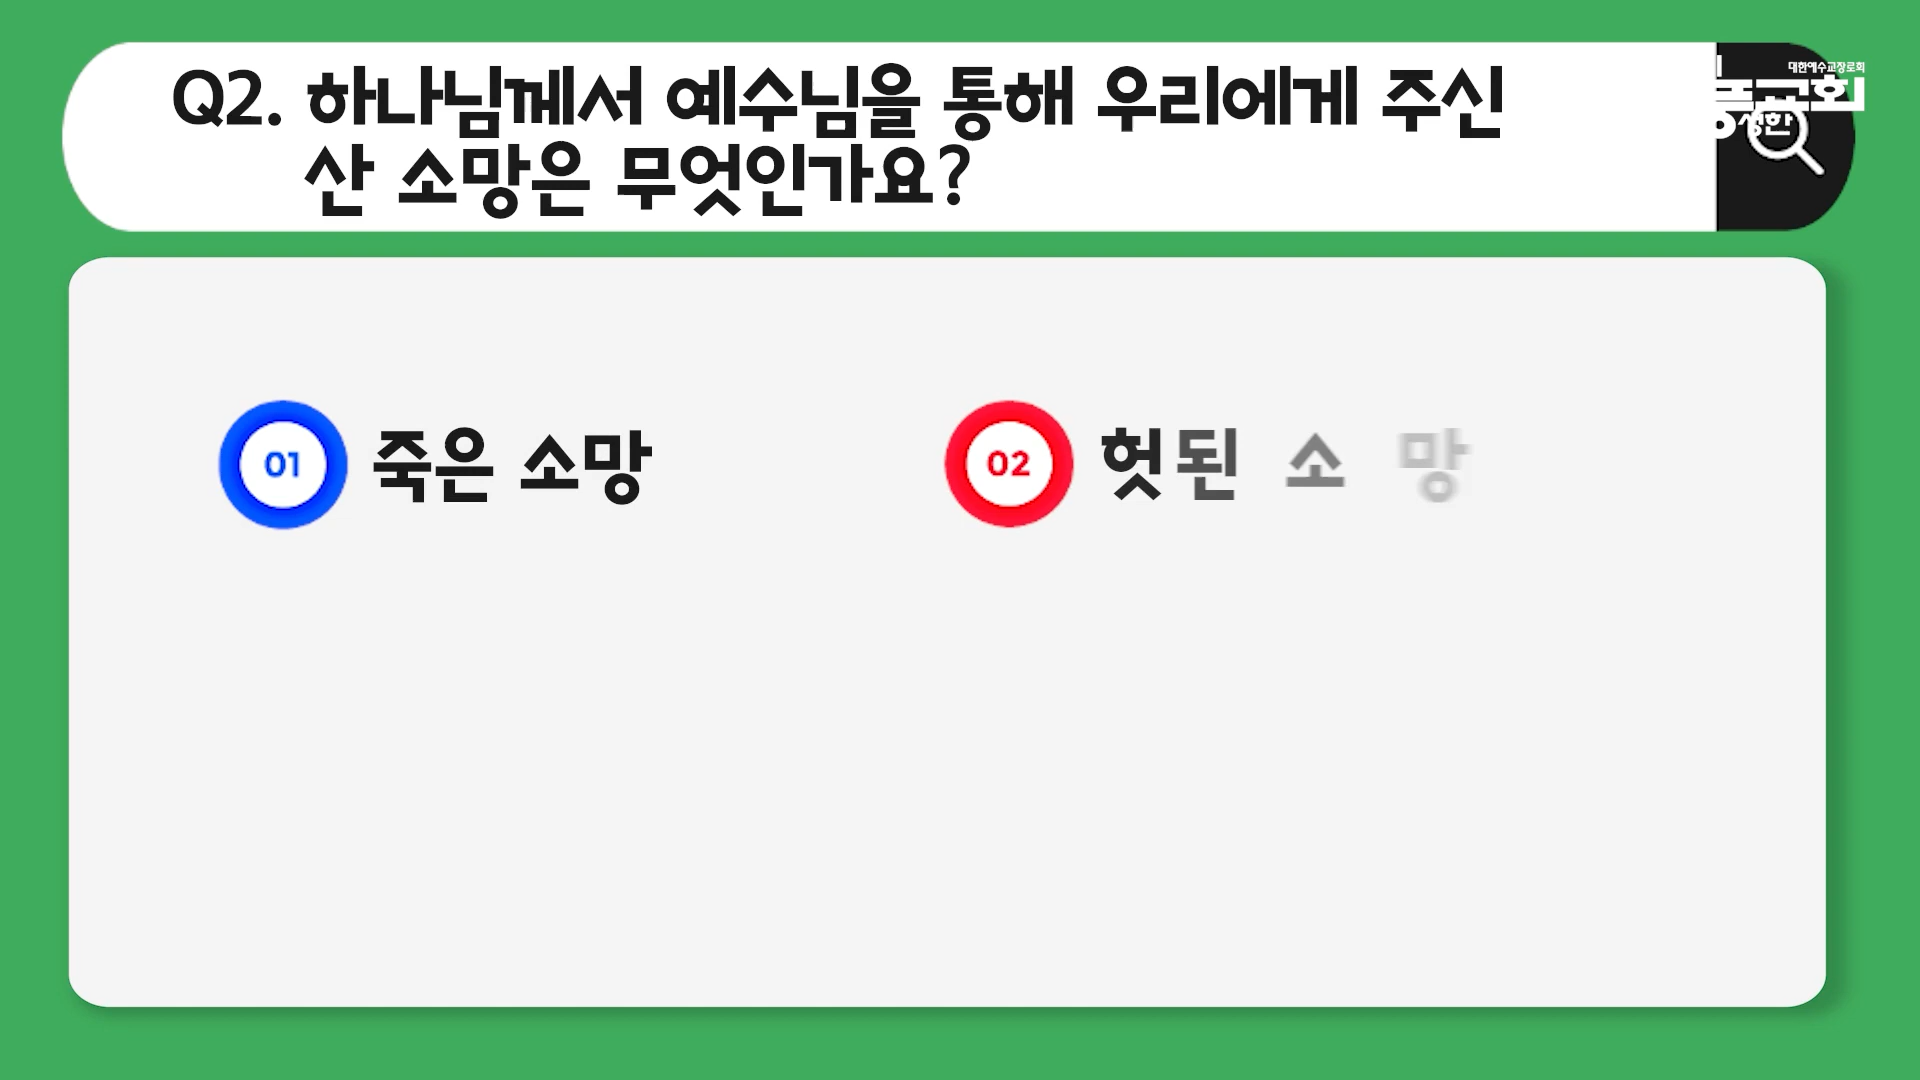 Q2. 하나님께서 예수님을 통해 우리에게 주신
산 소망은 무엇인가요?
대한예수교장로회
01 죽은 소망
02 헛된 소 망